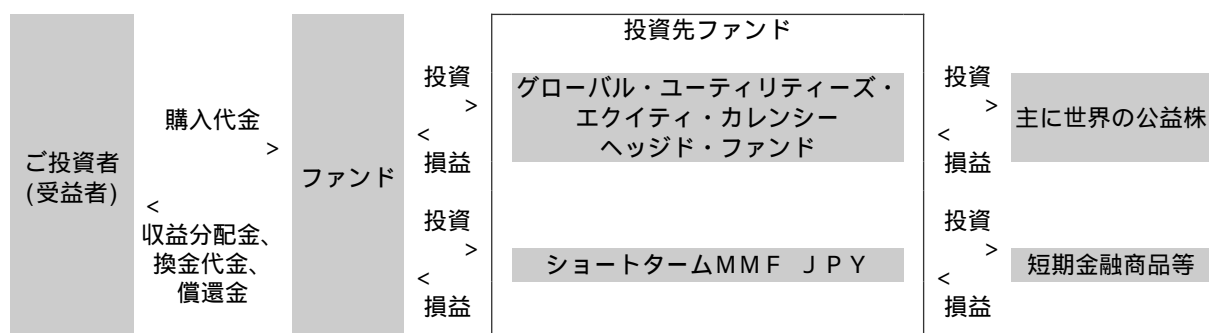 投資先ファンド
ご投資者
(受益者)
購入代金
>
<
収益分配金、
換金代金、
償還金
ファンド
投資
>
<
損益
グローバル・ユーティリティーズ・
エクイティ・カレンシー
ヘッジド・ファンド
投資
>
<
損益
主に世界の公益株
投資
>
<
損益
ショートタームＭＭＦ ＪＰＹ
投資
>
<
損益
短期金融商品等